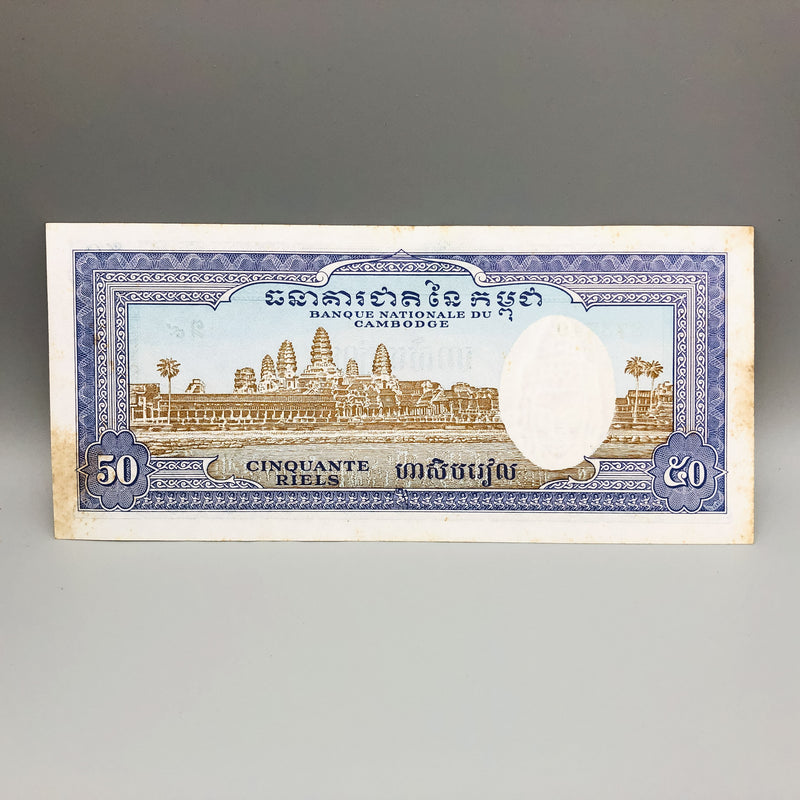 ធនាគារជាតិនៃកម្ពុជា
BANQUE NATIONALE DU
CAMBODGE
50
CINQUANTE
RIELS
ហាសិបរៀល
៥០